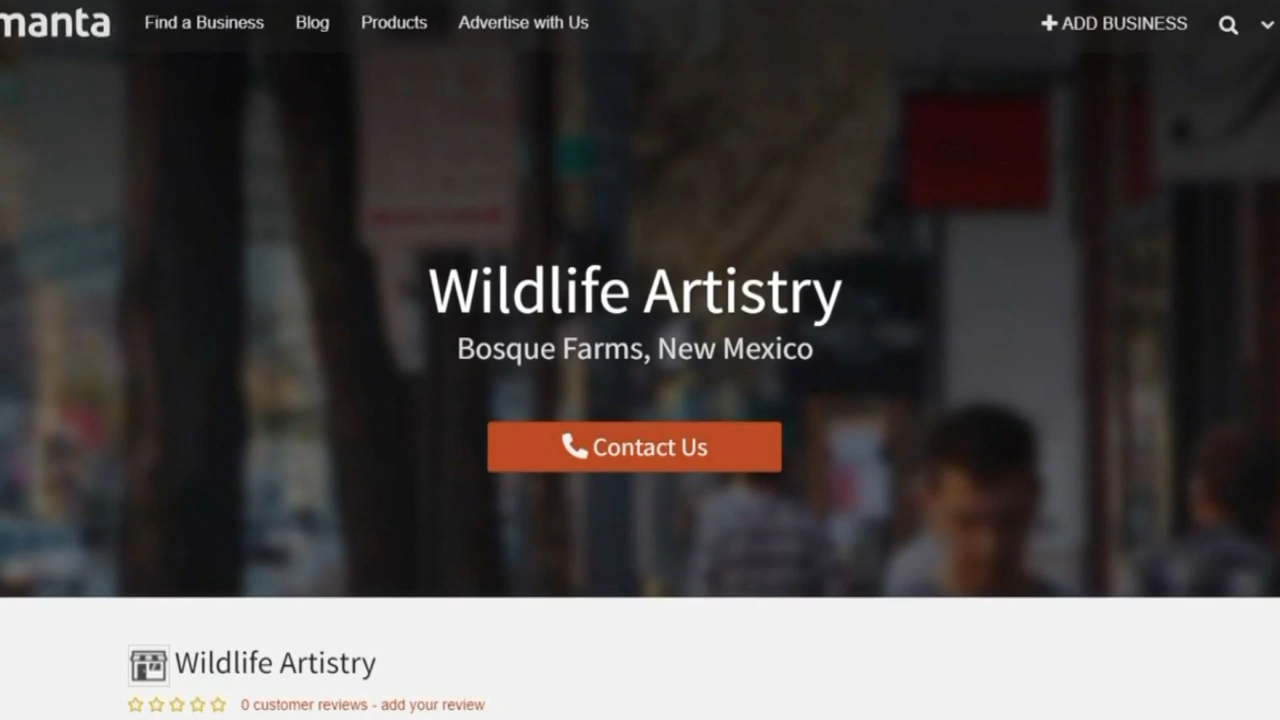 manta Find a Business Blog Products Advertise with Us + ADD BUSINESS
Wildlife Artistry
Bosque Farms, New Mexico
Contact Us
Wildlife Artistry
0 customer reviews - add your review